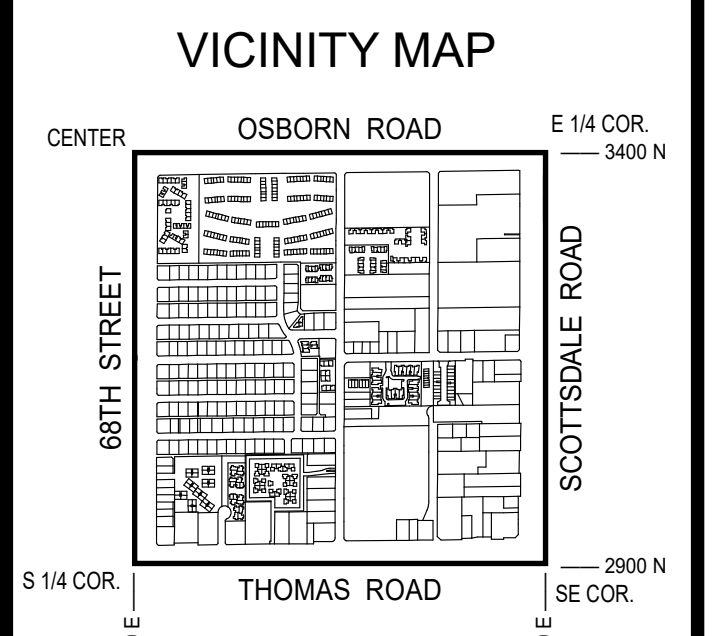 VICINITY MAP
CENTER
OSBORN ROAD
E 1/4 COR.
3400 N
68TH STREET
SCOTTSDALE ROAD
S 1/4 COR.
THOMAS ROAD
2900 N
SE COR.
E
E